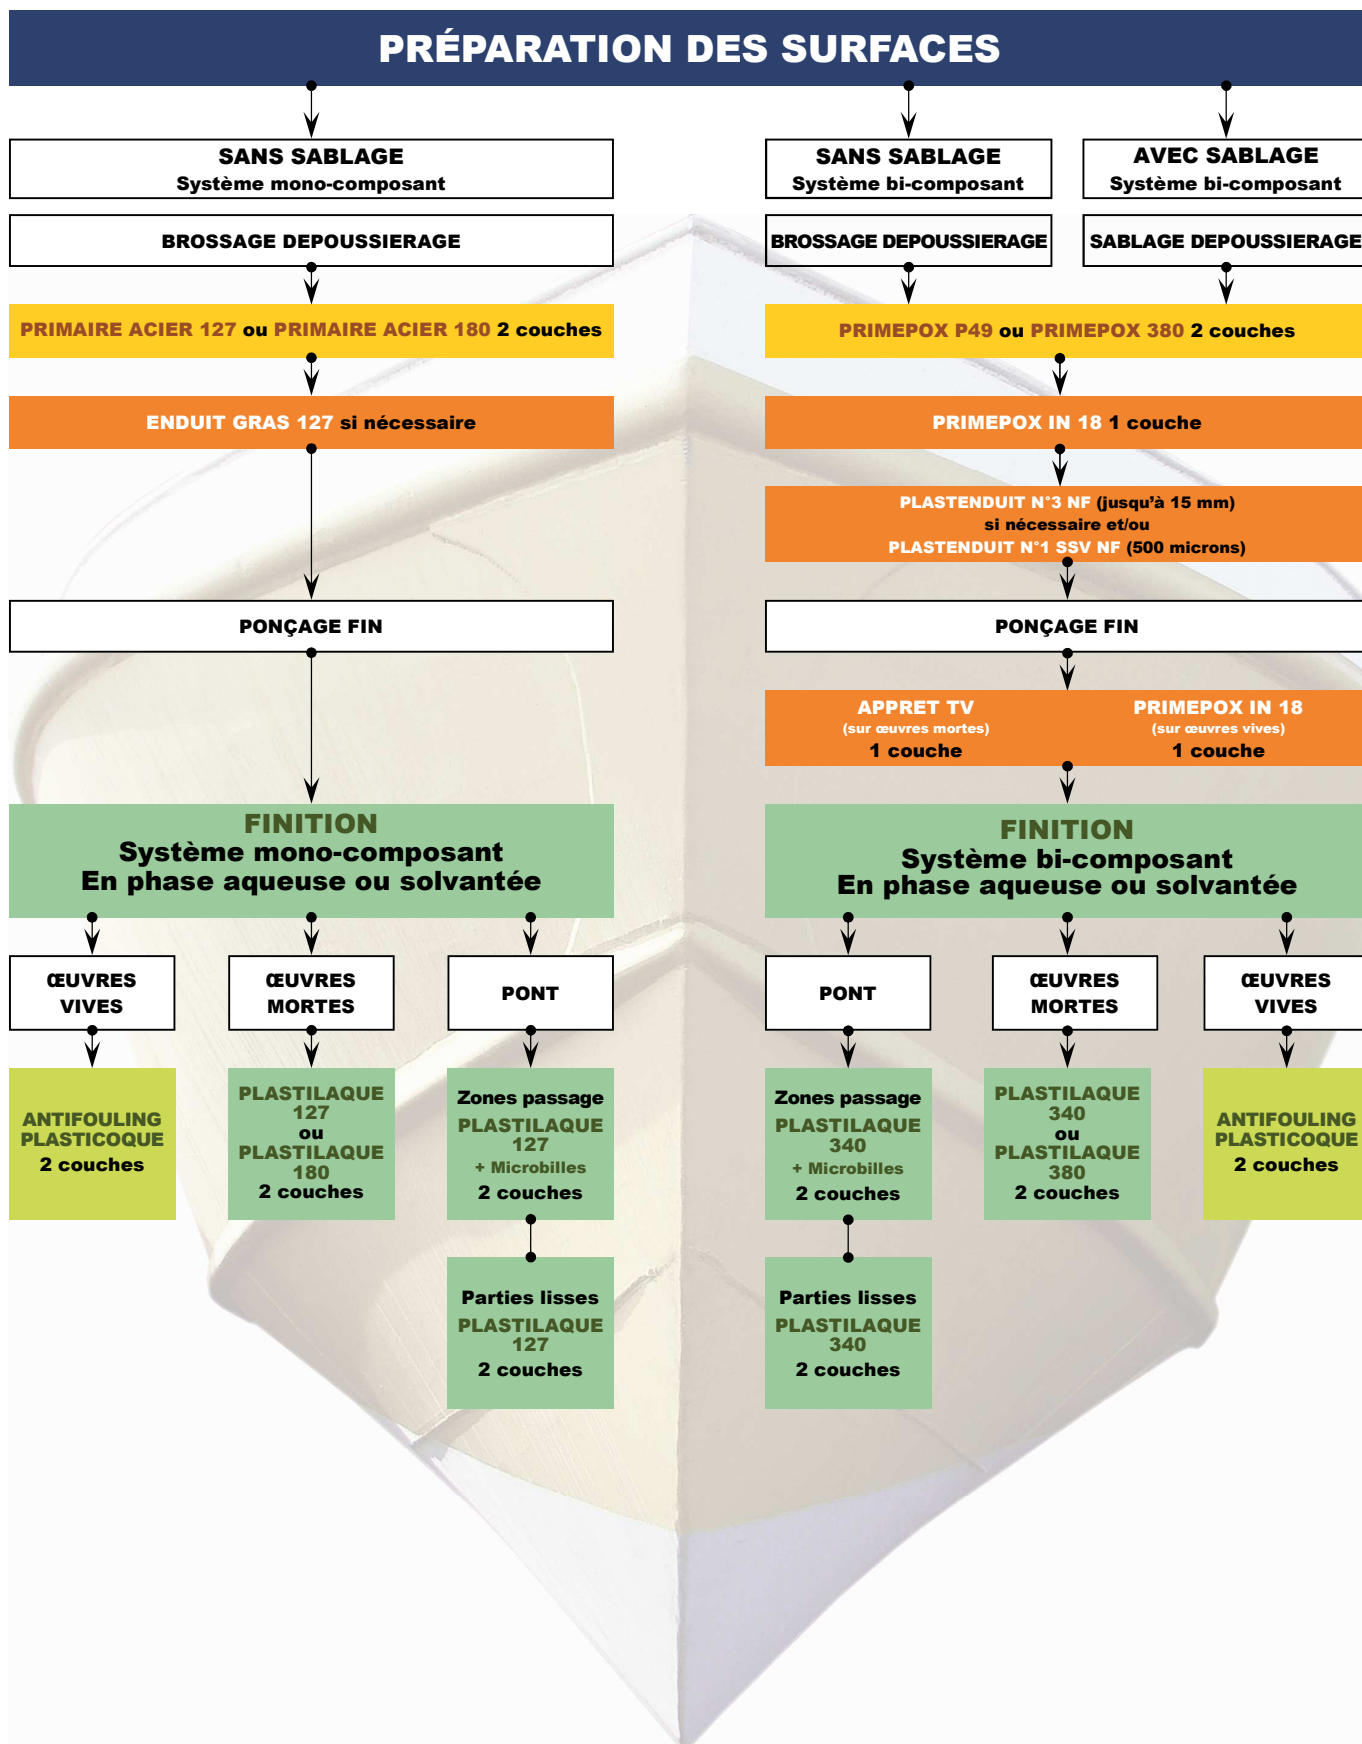 PRÉPARATION DES SURFACES
SANS SABLAGE
Système mono-composant
SANS SABLAGE
Système bi-composant
AVEC SABLAGE
Système bi-composant
BROSSAGE DEPOUSSIERAGE
BROSSAGE DEPOUSSIERAGE
SABLAGE DEPOUSSIERAGE
PRIMAIRE ACIER 127 ou PRIMAIRE ACIER 180 2 couches
PRIMEPOX P49 ou PRIMEPOX 380 2 couches
ENDUIT GRAS 127 si nécessaire
PRIMEPOX IN 18 1 couche
PLASTENDUIT N°3 NF (jusqu’à 15 mm)
si nécessaire et/ou
PLASTENDUIT N°1 SSV NF (500 microns)
PONÇAGE FIN
PONÇAGE FIN
APPRET TV
(sur œuvres mortes)
1 couche
PRIMEPOX IN 18
(sur œuvres vives)
1 couche
FINITION
Système mono-composant
En phase aqueuse ou solvantée
FINITION
Système bi-composant
En phase aqueuse ou solvantée
ŒUVRES
VIVES
ŒUVRES
MORTES
PONT
PONT
ŒUVRES
MORTES
ŒUVRES
VIVES
ANTIFOULING
PLASTICOQUE
2 couches
PLASTILAQUE
127
ou
PLASTILAQUE
180
2 couches
Zones passage
PLASTILAQUE
127
+ Microbilles
2 couches
Zones passage
PLASTILAQUE
340
+ Microbilles
2 couches
PLASTILAQUE
340
ou
PLASTILAQUE
380
2 couches
ANTIFOULING
PLASTICOQUE
2 couches
Parties lisses
PLASTILAQUE
127
2 couches
Parties lisses
PLASTILAQUE
340
2 couches